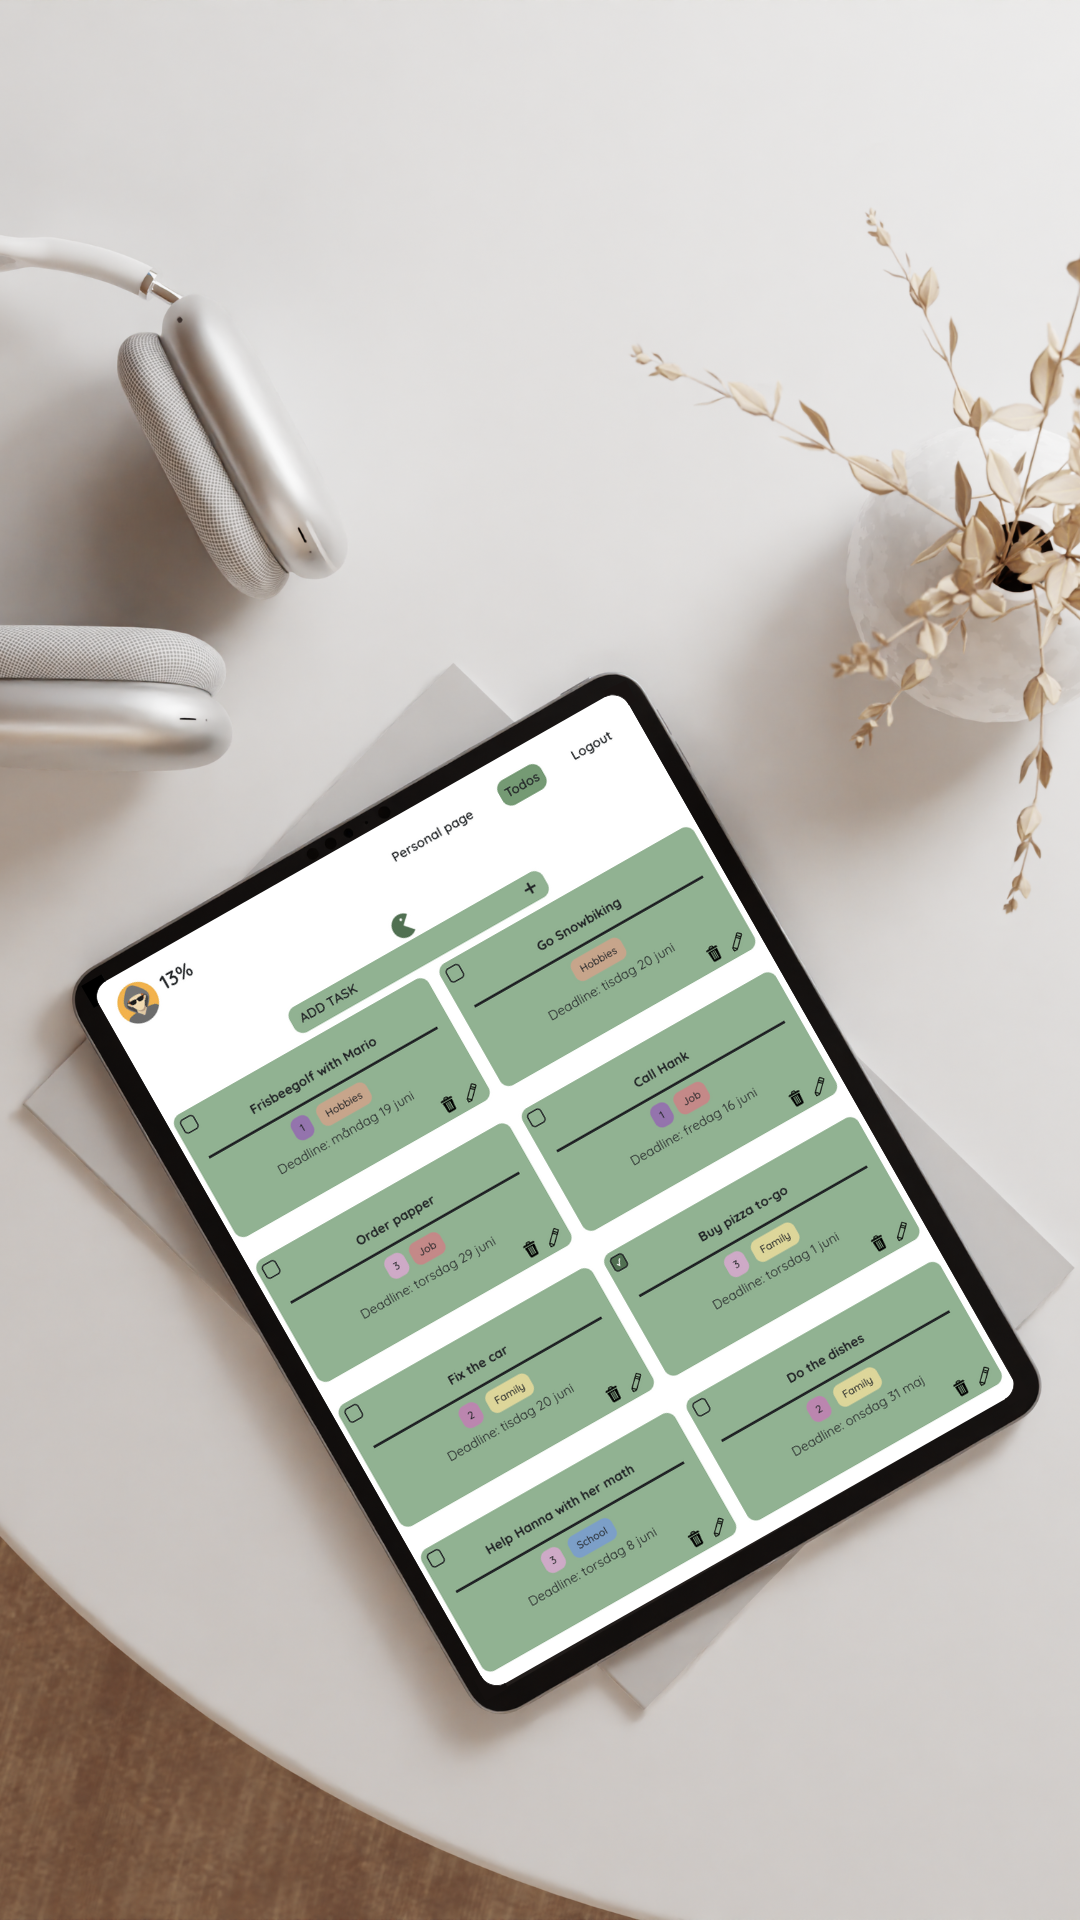 Personal page
Todos
Logout
13%
ADD TASK
+
Frisbeegolf with Mario
1
Hobbies
Deadline: måndag 19 juni
Go Snowbiking
Hobbies
Deadline: tisdag 20 juni
Order papper
3
Job
Deadline: torsdag 29 juni
Call Hank
1
Job
Deadline: fredag 16 juni
Fix the car
2
Family
Deadline: tisdag 20 juni
Buy pizza to-go
3
Family
Deadline: torsdag 1 juni
Help Hanna with her math
3
School
Deadline: torsdag 8 juni
Do the dishes
2
Family
Deadline: onsdag 31 maj